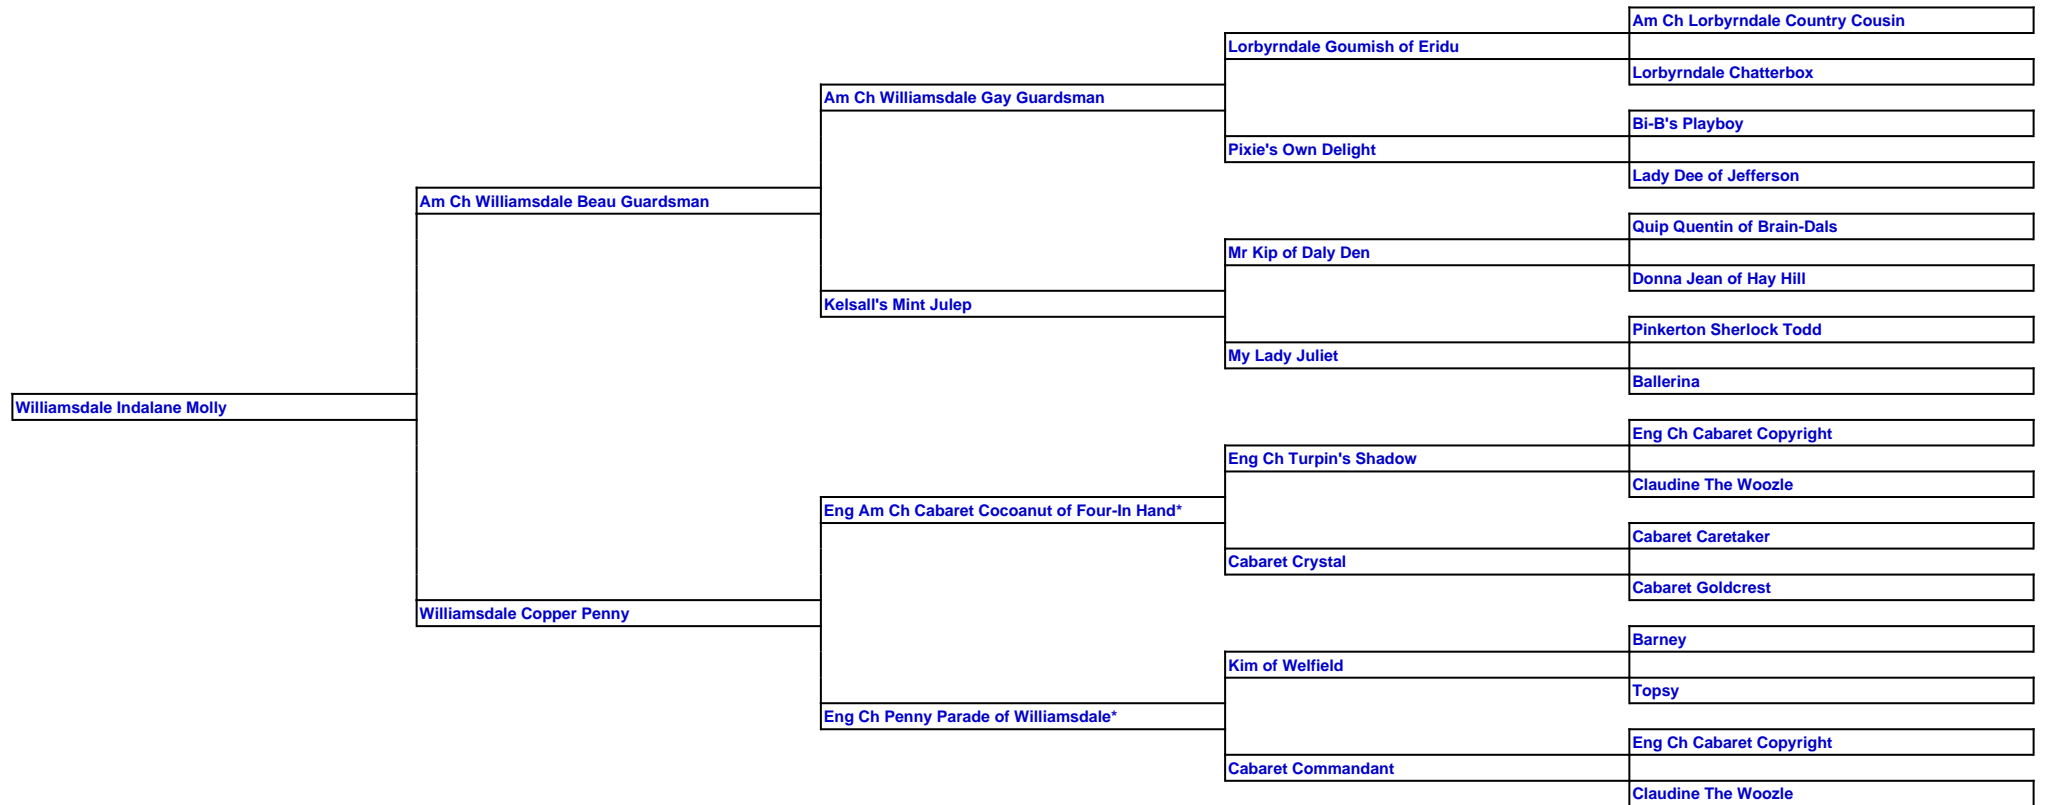 Am Ch Lorbyrndale Country Cousin
Lorbyrndale Goumish of Eridu
Lorbyrndale Chatterbox
Am Ch Williamsdale Gay Guardsman
Bi-B's Playboy
Pixie's Own Delight
Lady Dee of Jefferson
Am Ch Williamsdale Beau Guardsman
Quip Quentin of Brain-Dals
Mr Kip of Daly Den
Donna Jean of Hay Hill
Kelsall's Mint Julep
Pinkerton Sherlock Todd
My Lady Juliet
Ballerina
Williamsdale Indalane Molly
Eng Ch Cabaret Copyright
Eng Ch Turpin's Shadow
Claudine The Woozle
Eng Am Ch Cabaret Cocoanut of Four-In Hand*
Cabaret Caretaker
Cabaret Crystal
Cabaret Goldcrest
Williamsdale Copper Penny
Barney
Kim of Welfield
Topsy
Eng Ch Penny Parade of Williamsdale*
Eng Ch Cabaret Copyright
Cabaret Commandant
Claudine The Woozle